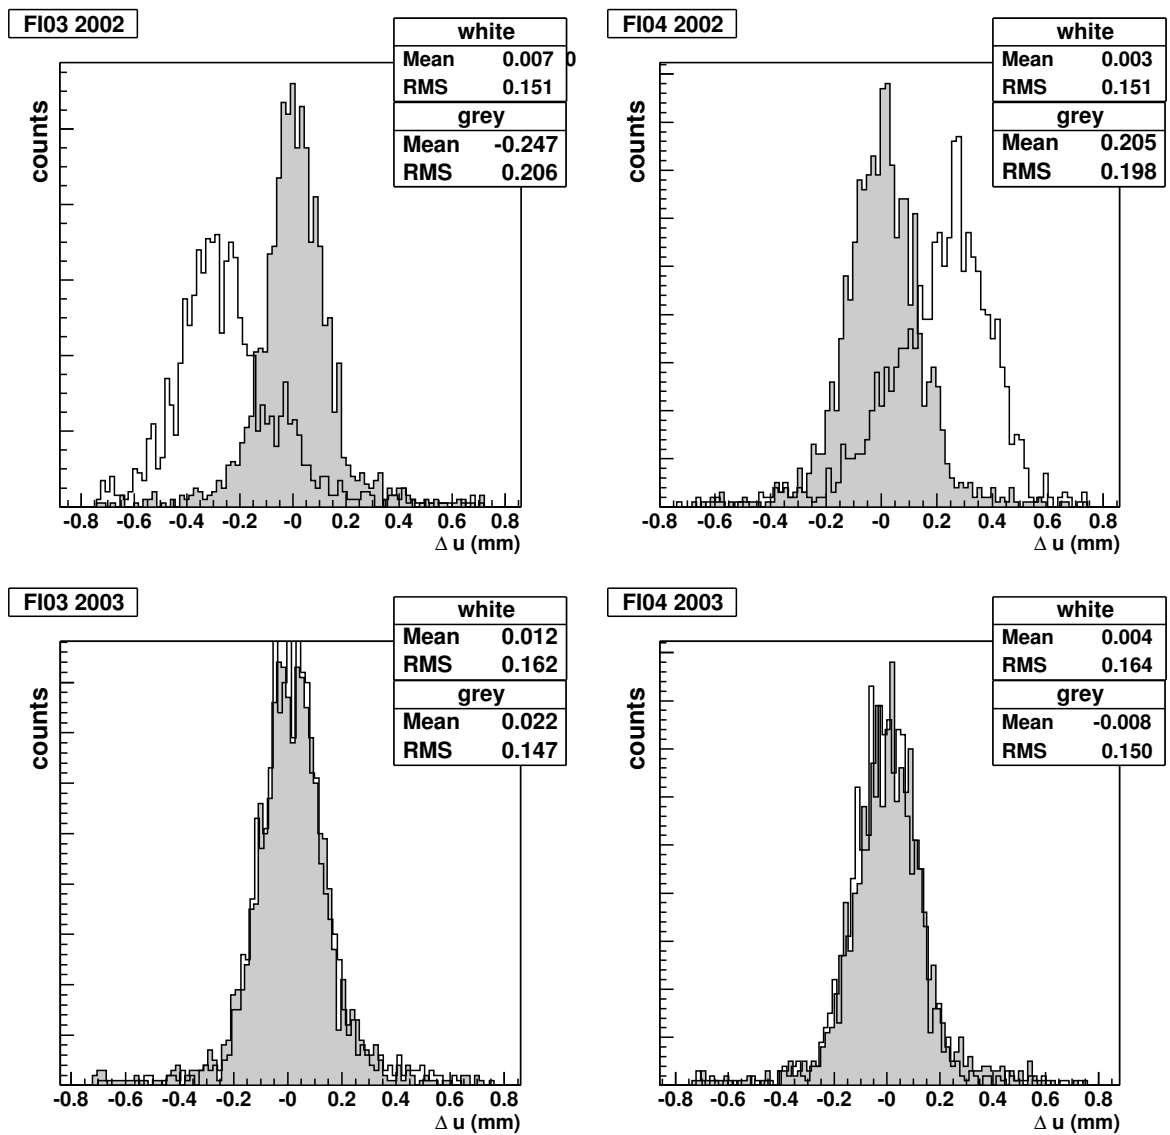 FI03 2002
white
Mean 0.007
0
RMS 0.151
grey
Mean -0.247
RMS 0.206
counts
-0.8 -0.6 -0.4 -0.2 -0 0.2 0.4 0.6 0.8
Δ u (mm)
FI04 2002
white
Mean 0.003
RMS 0.151
grey
Mean 0.205
RMS 0.198
counts
-0.8 -0.6 -0.4 -0.2 -0 0.2 0.4 0.6 0.8
Δ u (mm)
FI03 2003
white
Mean 0.012
RMS 0.162
grey
Mean 0.022
RMS 0.147
counts
-0.8 -0.6 -0.4 -0.2 -0 0.2 0.4 0.6 0.8
Δ u (mm)
FI04 2003
white
Mean 0.004
RMS 0.164
grey
Mean -0.008
RMS 0.150
counts
-0.8 -0.6 -0.4 -0.2 -0 0.2 0.4 0.6 0.8
Δ u (mm)